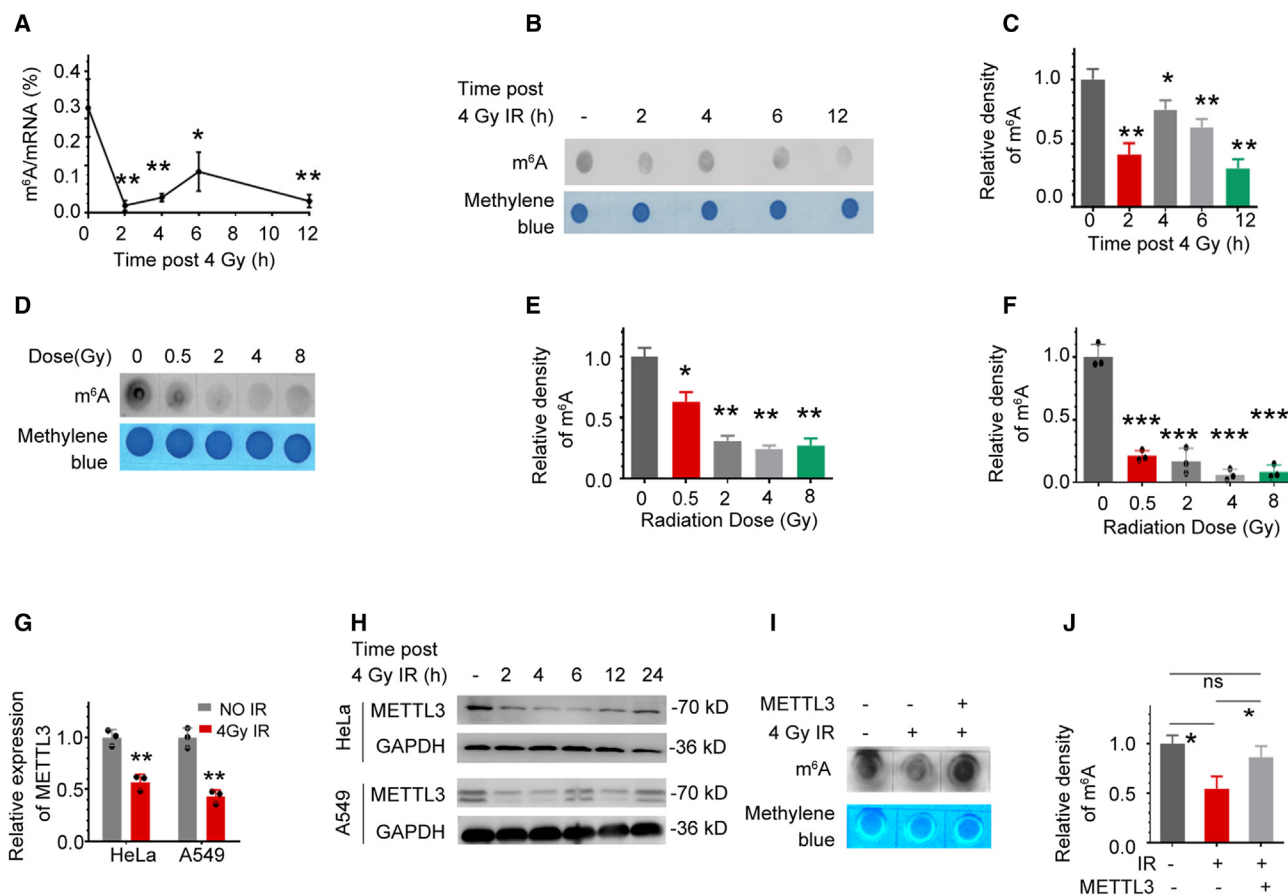 A
m⁶A/mRNA (%)
0.4
0.3
0.2
0.1
0.0
**
**
*
**
0 2 4 6 8 10 12
Time post 4 Gy (h)
B
Time post
4 Gy IR (h) - 2 4 6 12
m⁶A
Methylene
blue
C
Relative density
of m⁶A
1.0
0.5
0.0
**
*
**
**
0 2 4 6 12
Time post 4 Gy (h)
D
Dose(Gy) 0 0.5 2 4 8
m⁶A
Methylene
blue
E
Relative density
of m⁶A
1.0
0.5
0.0
*
**
**
**
0 0.5 2 4 8
Radiation Dose (Gy)
F
Relative density
of m⁶A
1.0
0.5
0.0
***
***
***
***
0 0.5 2 4 8
Radiation Dose (Gy)
G
Relative expression
of METTL3
1.0
0.5
0.0
NO IR
4Gy IR
**
**
HeLa A549
H
Time post
4 Gy IR (h) - 2 4 6 12 24
HeLa
METTL3 -70 kD
GAPDH -36 kD
A549
METTL3 -70 kD
GAPDH -36 kD
I
METTL3 - - +
4 Gy IR - + +
m⁶A
Methylene
blue
J
Relative density
of m⁶A
1.0
0.5
0.0
ns
*
*
IR - + +
METTL3 - - +